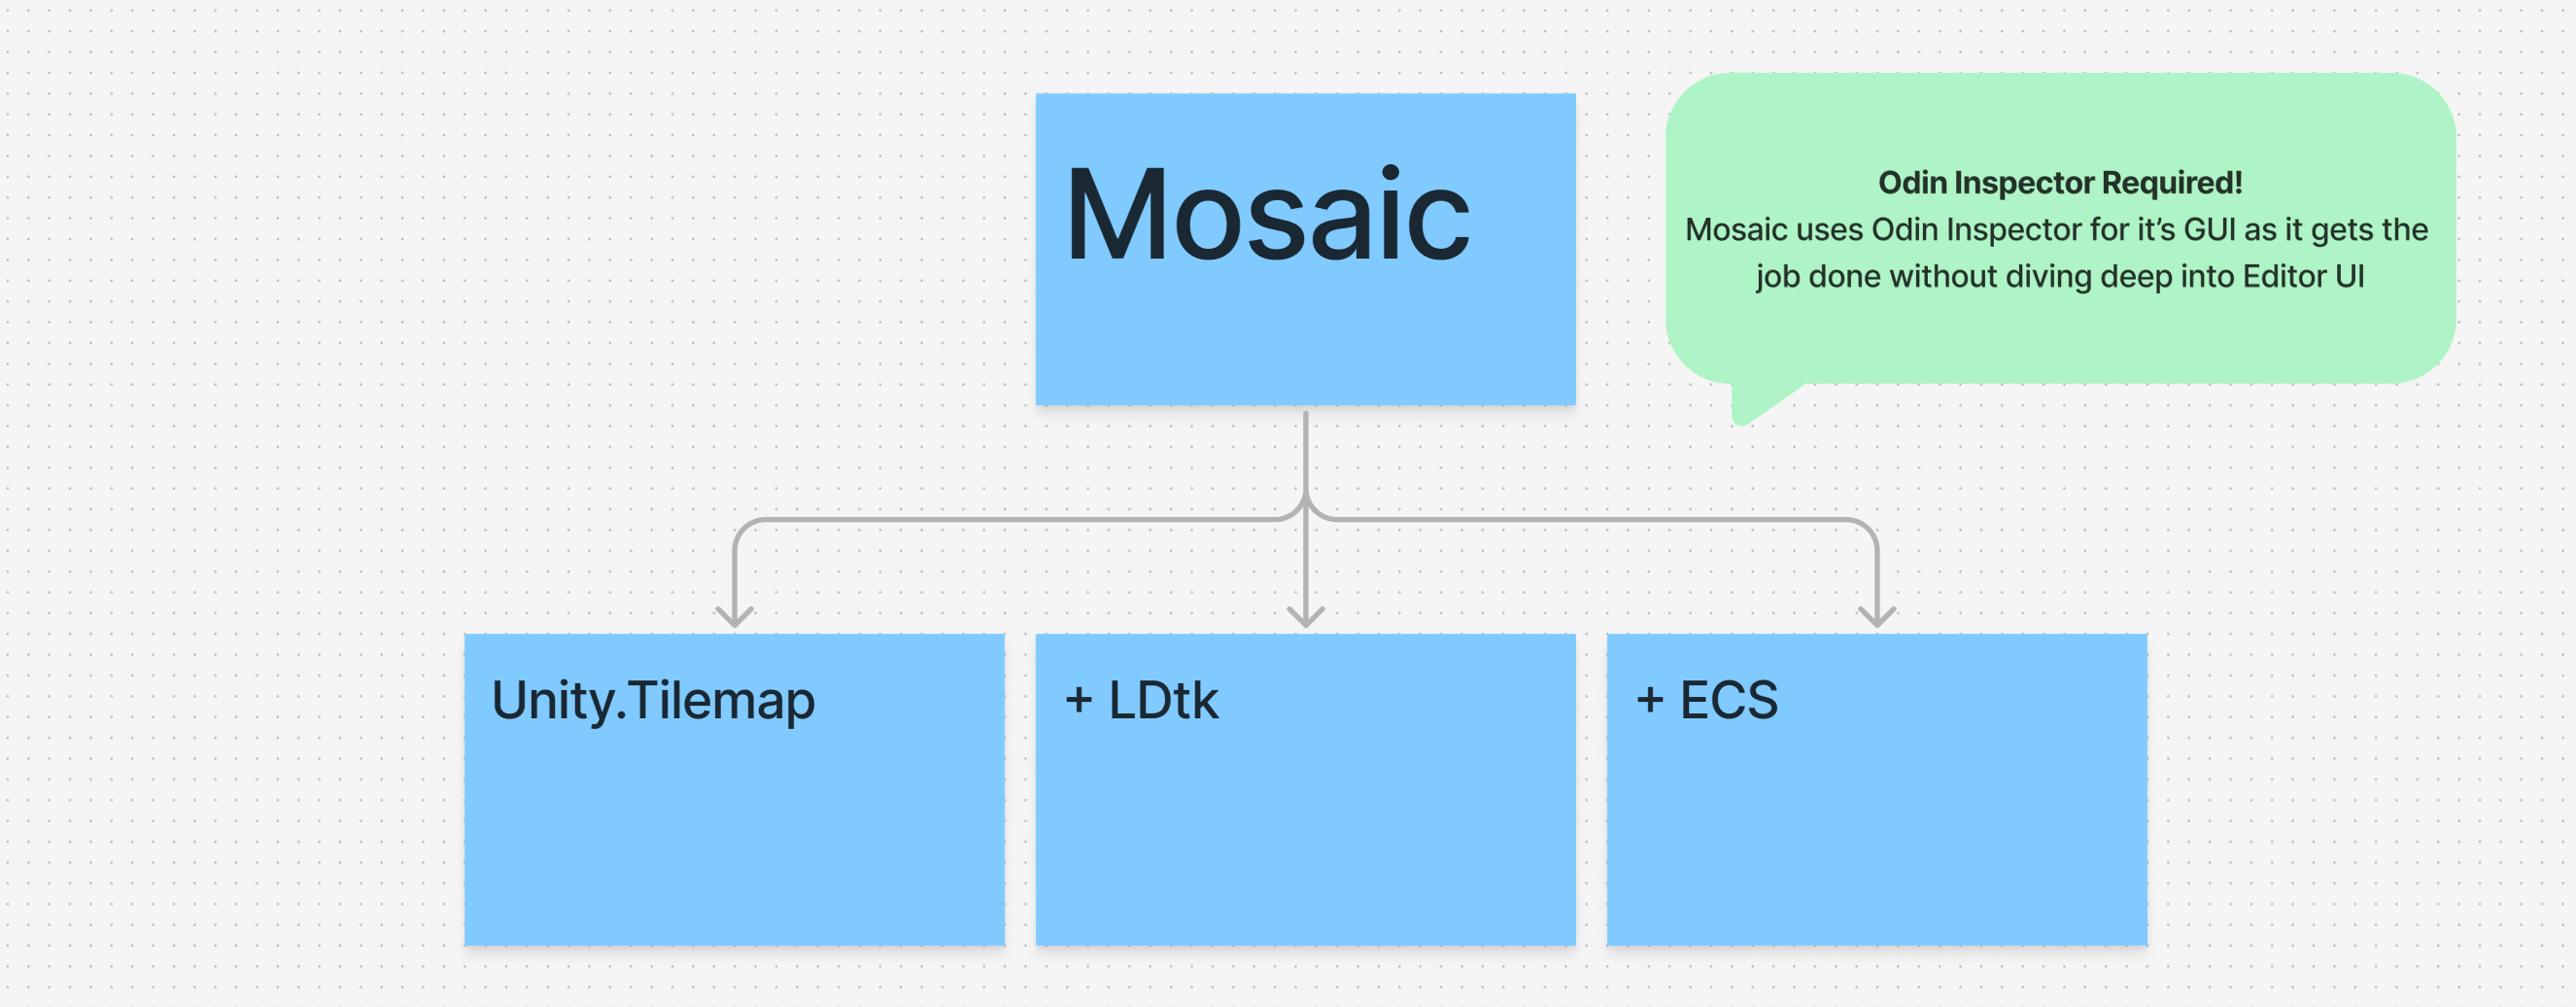 Mosaic
Odin Inspector Required!
Mosaic uses Odin Inspector for it’s GUI as it gets the
job done without diving deep into Editor UI
Unity.Tilemap
+ LDtk
+ ECS